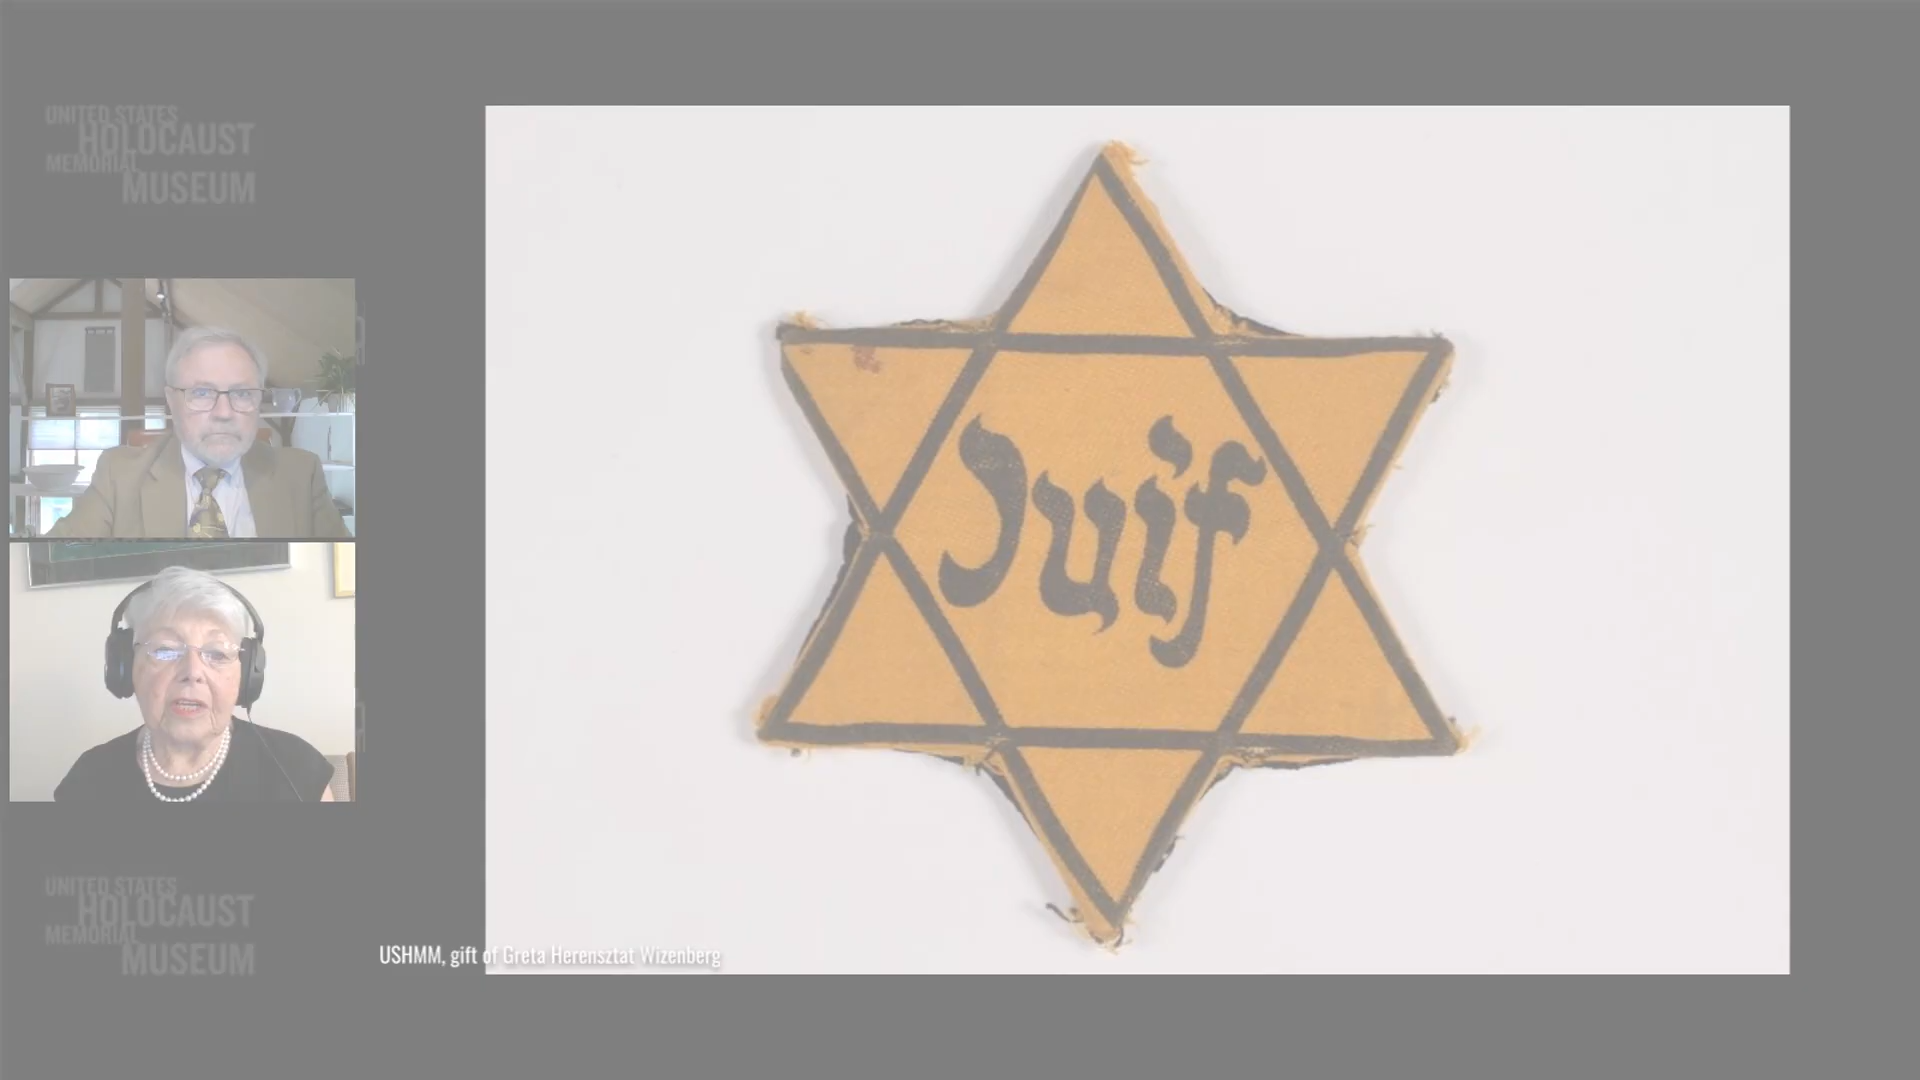 UNITED STATES
HOLOCAUST
MEMORIAL
MUSEUM
Juif
UNITED STATES
HOLOCAUST
MEMORIAL
MUSEUM
USHMM, gift of Greta Herensztat Wizenberg